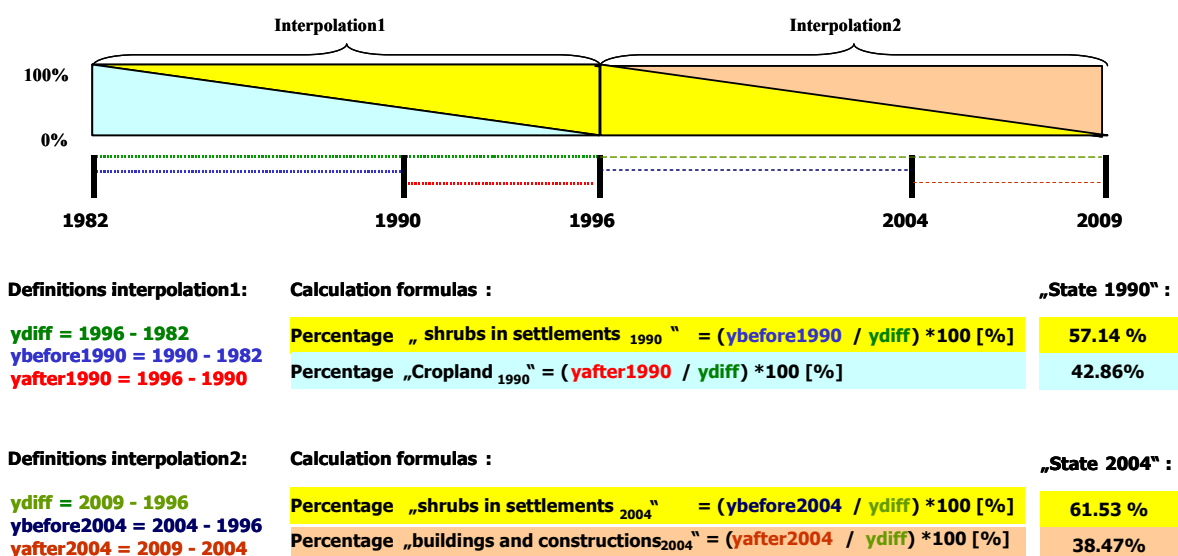 Interpolation1 Interpolation2
100%
0%
1982 1990 1996 2004 2009
Definitions interpolation1: Calculation formulas : „State 1990“ :
ydiff = 1996 - 1982
Percentage „ shrubs in settlements 1990 “ = (ybefore1990 / ydiff) *100 [%] 57.14 %
ybefore1990 = 1990 - 1982
Percentage „Cropland 1990“ = (yafter1990 / ydiff) *100 [%] 42.86%
yafter1990 = 1996 - 1990
Definitions interpolation2: Calculation formulas : „State 2004“ :
ydiff = 2009 - 1996
Percentage „shrubs in settlements 2004“ = (ybefore2004 / ydiff) *100 [%] 61.53 %
ybefore2004 = 2004 - 1996
Percentage „buildings and constructions2004“ = (yafter2004 / ydiff) *100 [%] 38.47%
yafter2004 = 2009 - 2004